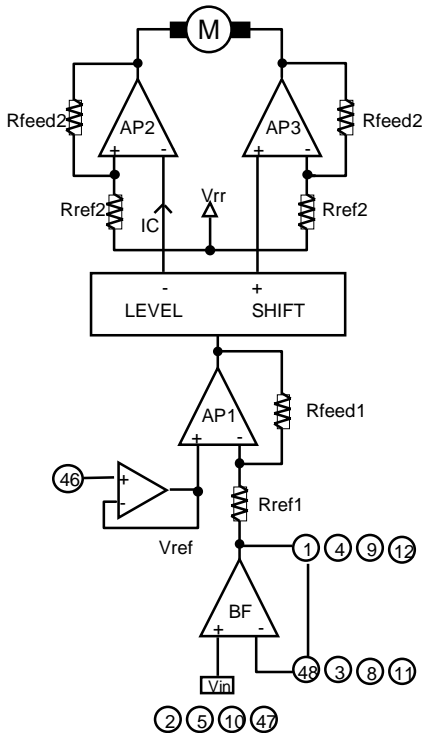 M
Rfeed2 AP2 AP3 Rfeed2
+ - + -
Rref2 IC Vrr Rref2
- +
LEVEL SHIFT
AP1 Rfeed1
+ -
46 + -
Rref1
Vref
1 4 9 12
BF
+ -
Vin 48 3 8 11
2 5 10 47